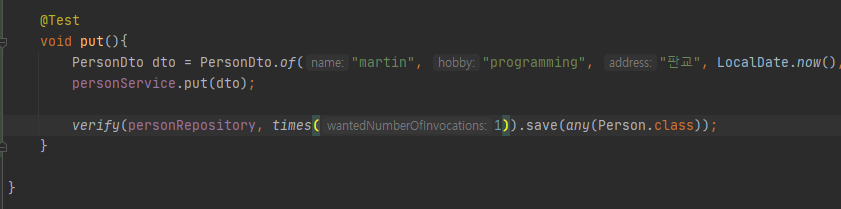 @Test
void put(){
PersonDto dto = PersonDto.of( name: "martin", hobby: "programming", address: "판교", LocalDate.now(),
personService.put(dto);
verify(personRepository, times( wantedNumberOfInvocations: 1)).save(any(Person.class));
}
}